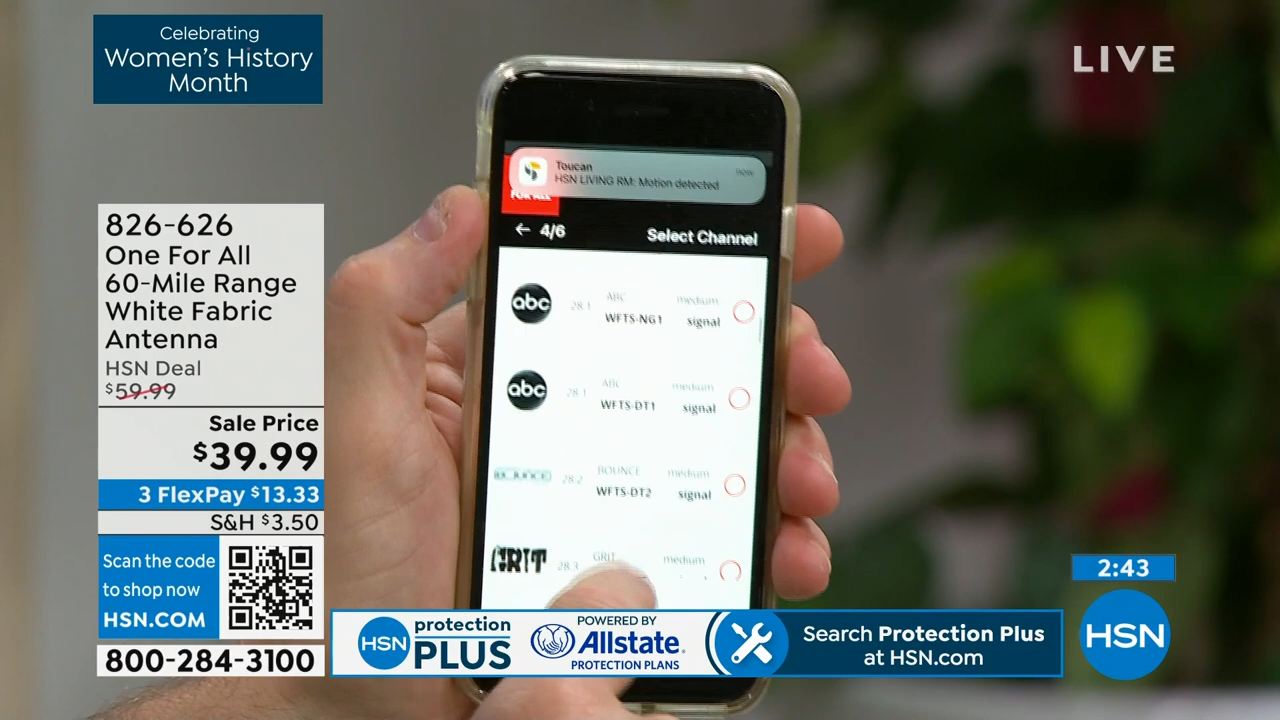 Celebrating
Women's History
Month
LIVE
826-626
One For All
60-Mile Range
White Fabric
Antenna
HSN Deal
$59.99
Sale Price
$39.99
3 FlexPay $13.33
S&H $3.50
Scan the code
to shop now
HSN.COM
800-284-3100
Toucan
now
HSN LIVING RM: Motion detected
FOR ALL
← 4/6
Select Channel
abc
28.1
ABC
WFTS-NG1
medium
signal
abc
28.1
ABC
WFTS-DT1
medium
signal
BOUNCE
28.2
BOUNCE
WFTS-DT2
medium
signal
GRIT
28.3
GRIT
medium
HSN
protection
PLUS
POWERED BY
Allstate
PROTECTION PLANS
Search Protection Plus
at HSN.com
2:43
HSN